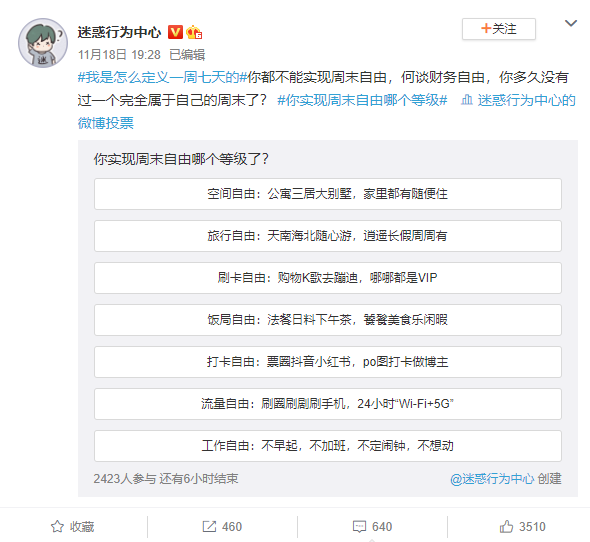 迷惑行为中心
+关注
11月18日 19:28 已编辑
#我是怎么定义一周七天的#你都不能实现周末自由，何谈财务自由，你多久没有
过一个完全属于自己的周末了？ #你实现周末自由哪个等级# 迷惑行为中心的
微博投票
你实现周末自由哪个等级了？
空间自由：公寓三居大别墅，家里都有随便住
旅行自由：天南海北随心游，逍遥长假周周有
刷卡自由：购物K歌去蹦迪，哪哪都是VIP
饭局自由：法餐日料下午茶，饕餮美食乐闲暇
打卡自由：票圈抖音小红书，po图打卡做博主
流量自由：刷圈刷剧刷手机，24小时“Wi-Fi+5G”
工作自由：不早起，不加班，不定闹钟，不想动
2423人参与 还有6小时结束 @迷惑行为中心 创建
收藏 460 640 3510